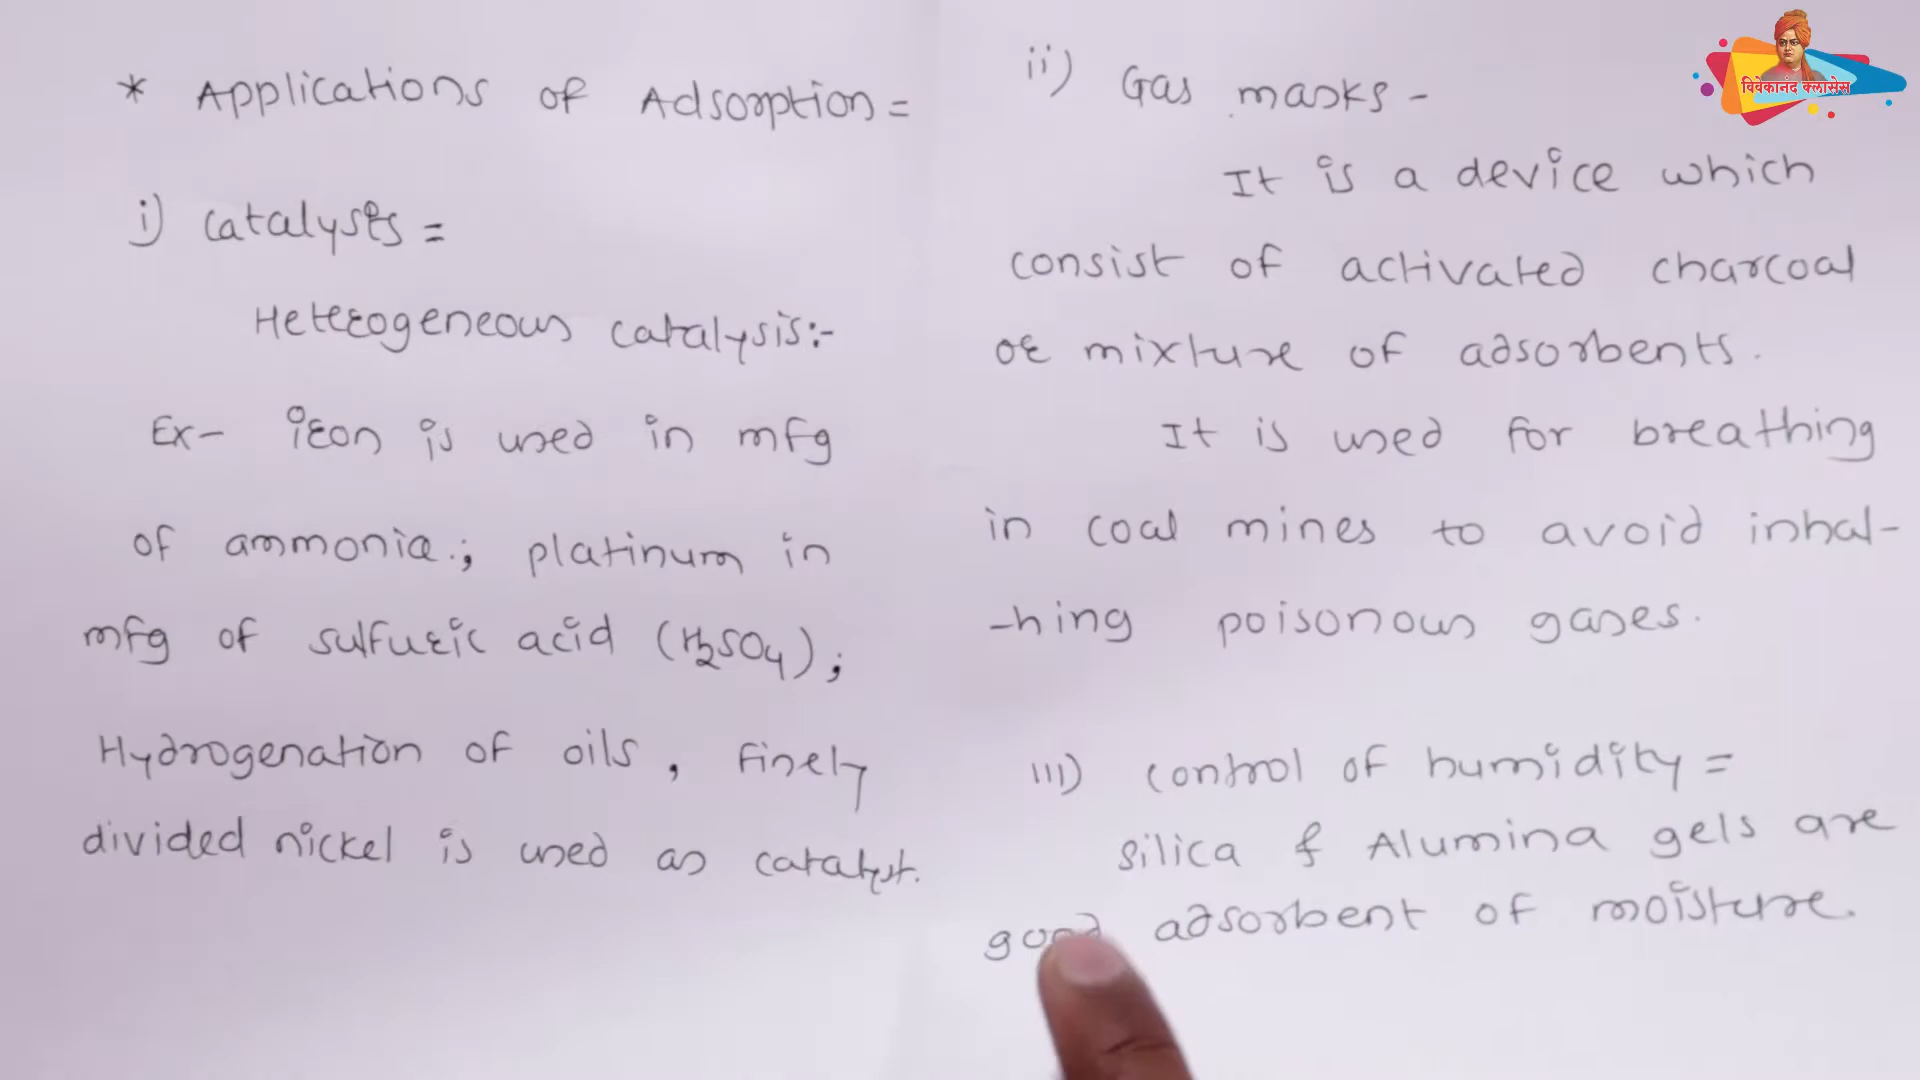 * Applications of Adsorption =
i) catalysts =
Heterogeneous catalysis:-
Ex- iron is used in mfg
of ammonia.; platinum in
mfg of sulfuric acid (H2SO4);
Hydrogenation of oils, Finely
divided nickel is used as catalyst.
ii) Gas masks -
It is a device which
consist of activated charcoal
or mixture of adsorbents.
It is used for breathing
in coal mines to avoid inhal-
-hing poisonous gases.
iii) control of humidity =
silica & Alumina gels are
good adsorbent of moisture.
विवेकानंद क्लासेस